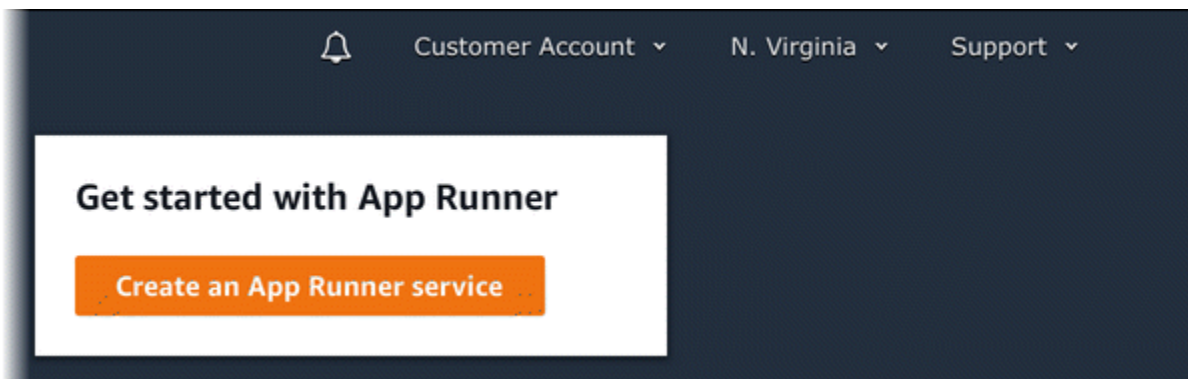 Customer Account N. Virginia Support
Get started with App Runner
Create an App Runner service